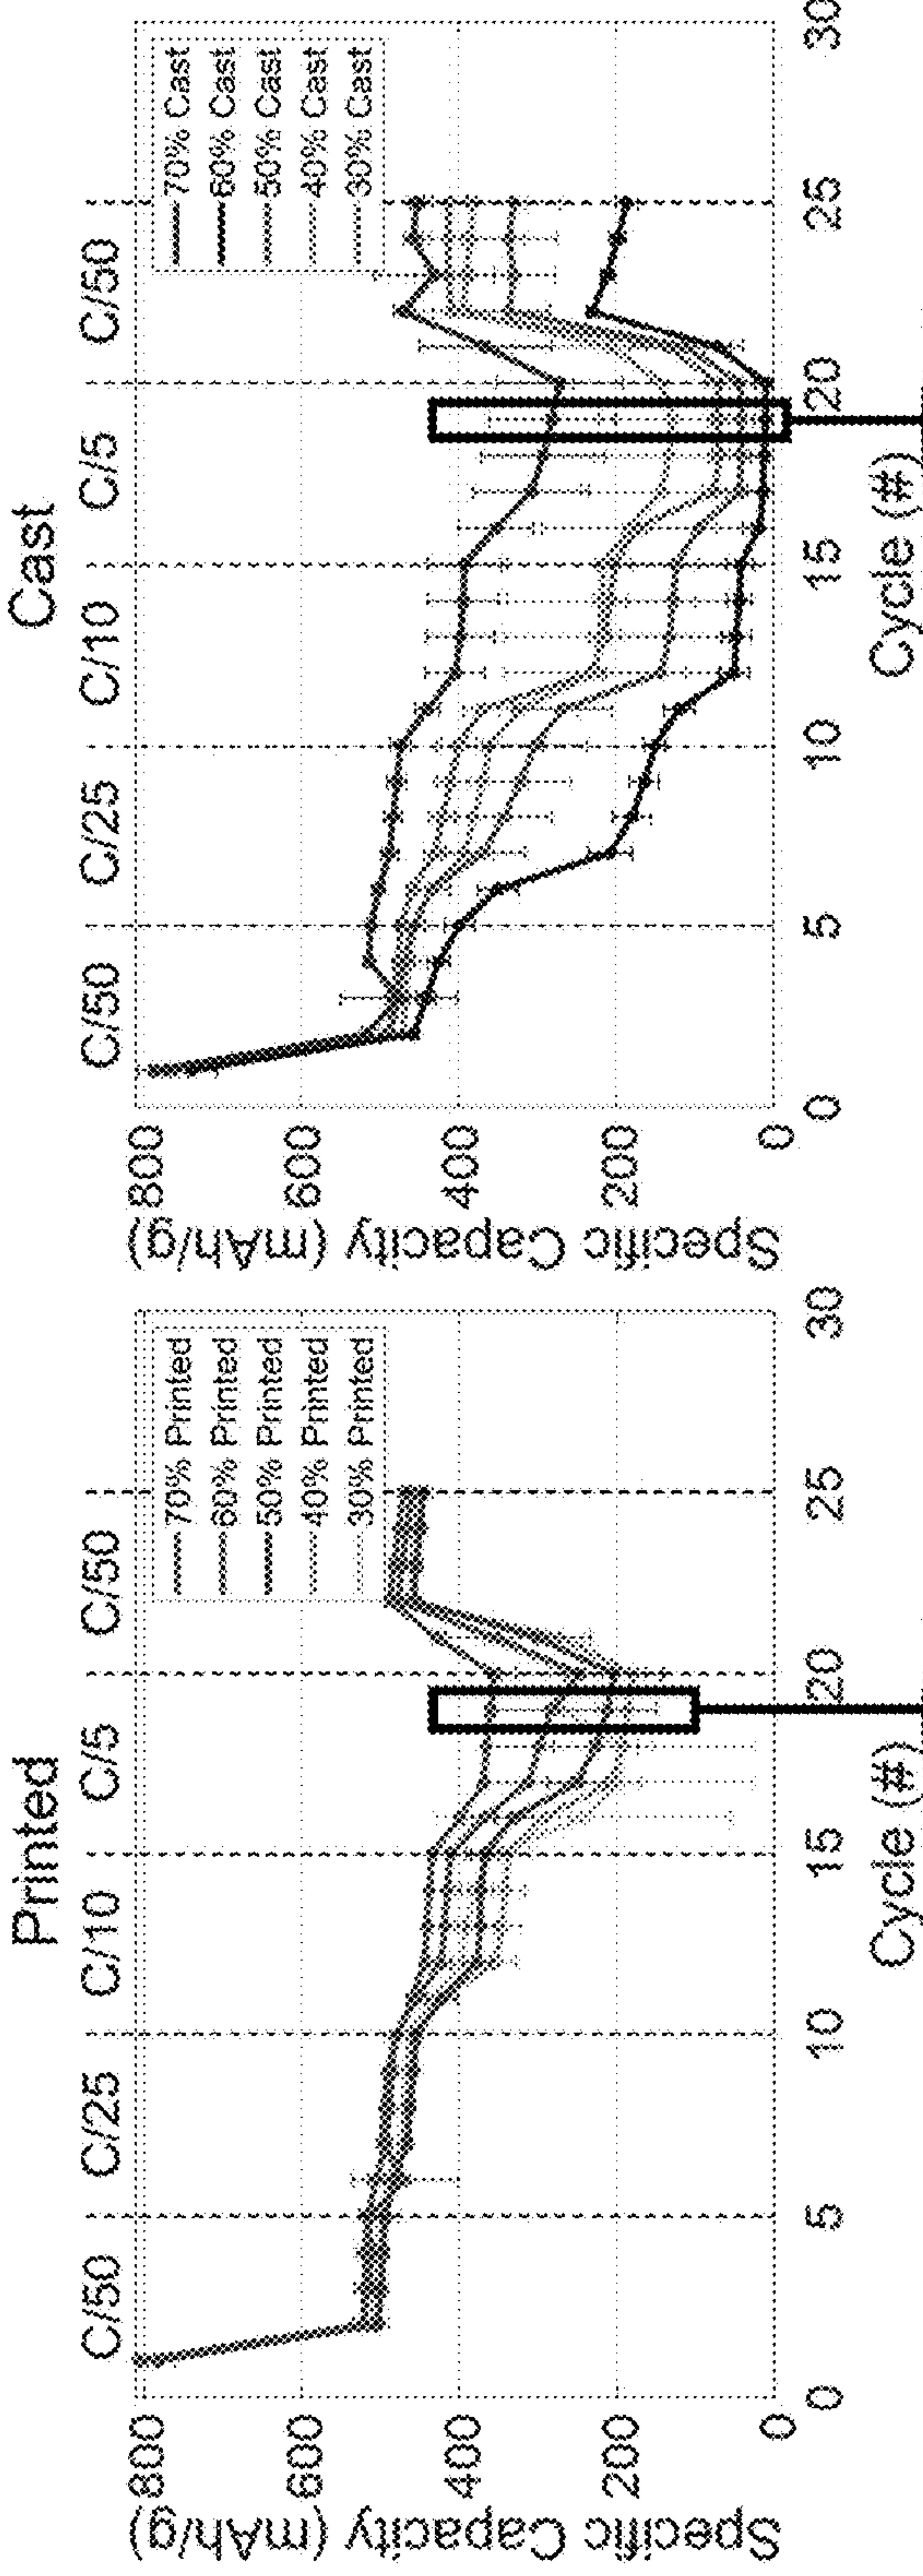 Printed
C/50 C/25 C/10 C/5 C/50
Specific Capacity (mAh/g)
800
600
400
200
0
70% Printed
60% Printed
50% Printed
40% Printed
30% Printed
0 5 10 15 20 25 30
Cycle (#)
Cast
C/50 C/25 C/10 C/5 C/50
Specific Capacity (mAh/g)
800
600
400
200
0
70% Cast
60% Cast
50% Cast
40% Cast
30% Cast
0 5 10 15 20 25 30
Cycle (#)